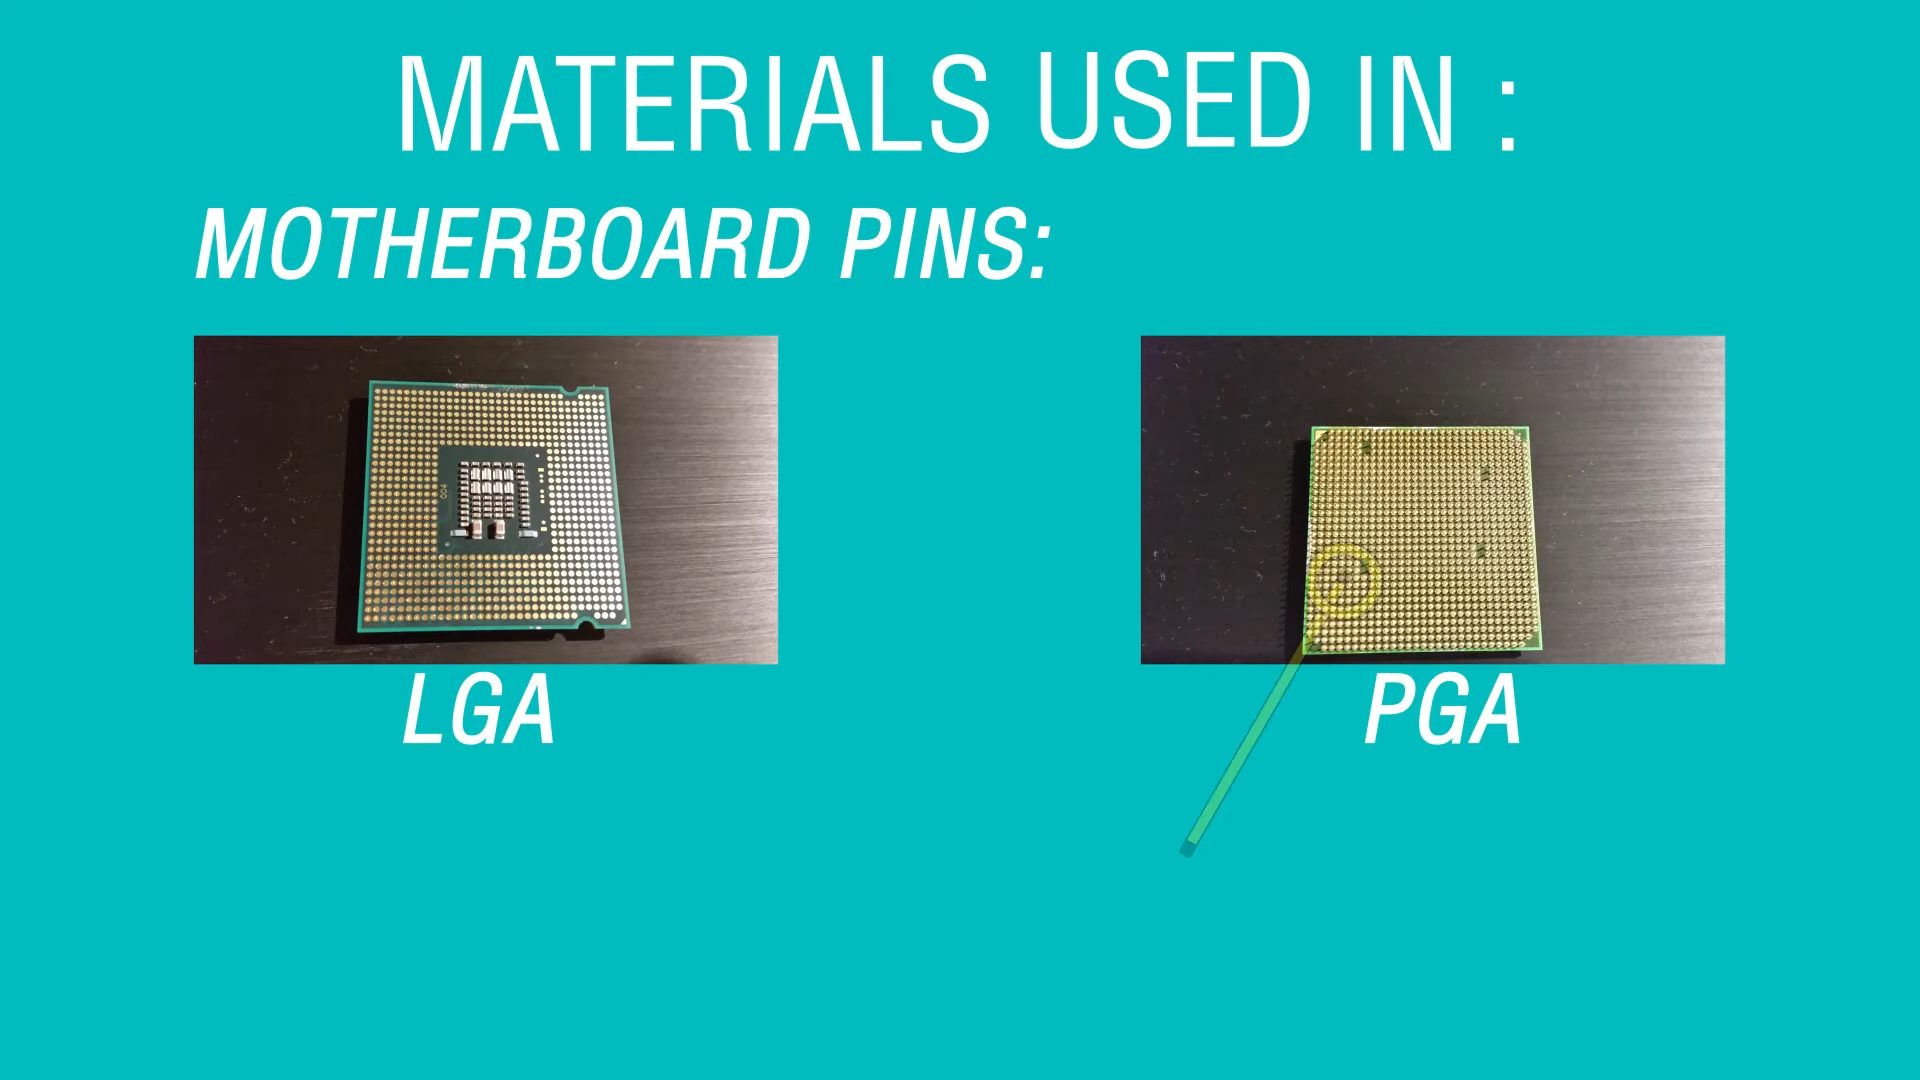 MATERIALS USED IN :
MOTHERBOARD PINS:
LGA
PGA